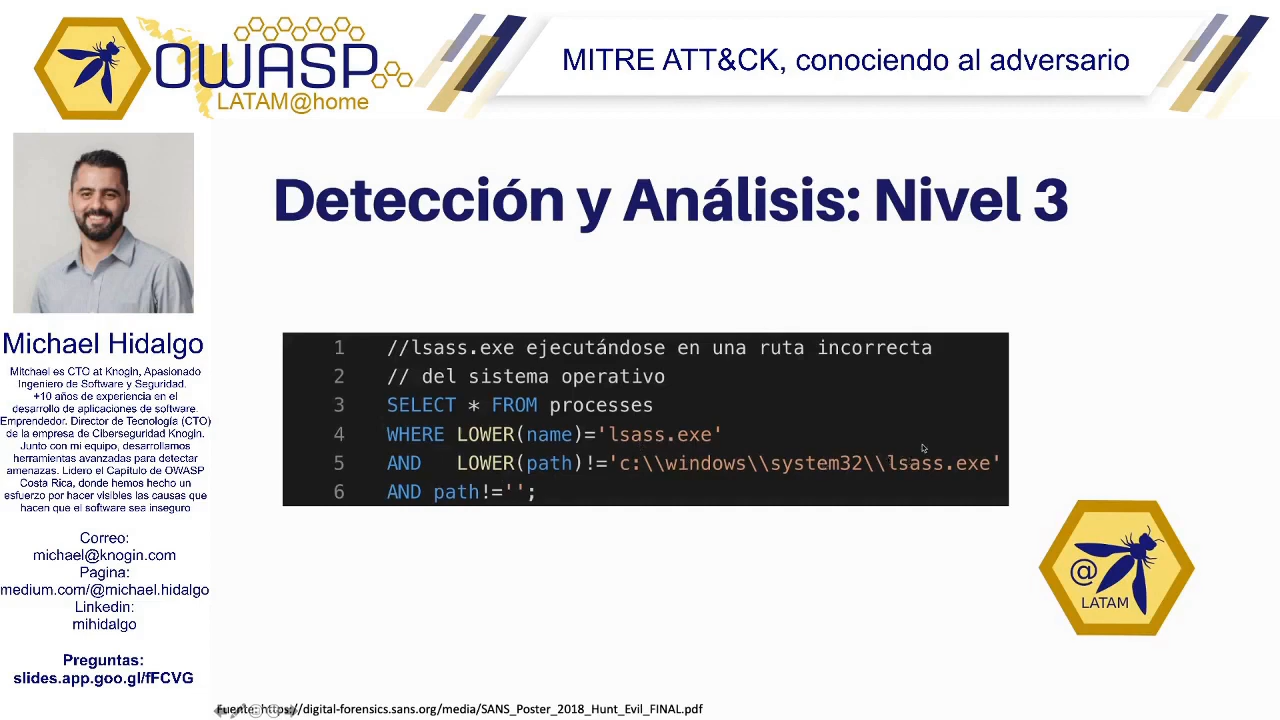 OWASP
LATAM@home
MITRE ATT&CK, conociendo al adversario
Michael Hidalgo
Mitchael es CTO at Knogin, Apasionado
Ingeniero de Software y Seguridad.
+10 años de experiencia en el
desarrollo de aplicaciones de software.
Emprendedor. Director de Tecnología (CTO)
de la empresa de Ciberseguridad Knogin.
Junto con mi equipo, desarrollamos
herramientas avanzadas para detectar
amenazas. Lidero el Capítulo de OWASP
Costa Rica, donde hemos hecho un
esfuerzo por hacer visibles las causas que
hacen que el software sea inseguro
Correo:
michael@knogin.com
Pagina:
medium.com/@michael.hidalgo
Linkedin:
mihidalgo
Preguntas:
slides.app.goo.gl/fFCVG
Detección y Análisis: Nivel 3
1 //lsass.exe ejecutándose en una ruta incorrecta
2 // del sistema operativo
3 SELECT * FROM processes
4 WHERE LOWER(name)='lsass.exe'
5 AND LOWER(path)!='c:\\windows\\system32\\lsass.exe'
6 AND path!='';
@
LATAM
Fuente: https://digital-forensics.sans.org/media/SANS_Poster_2018_Hunt_Evil_FINAL.pdf